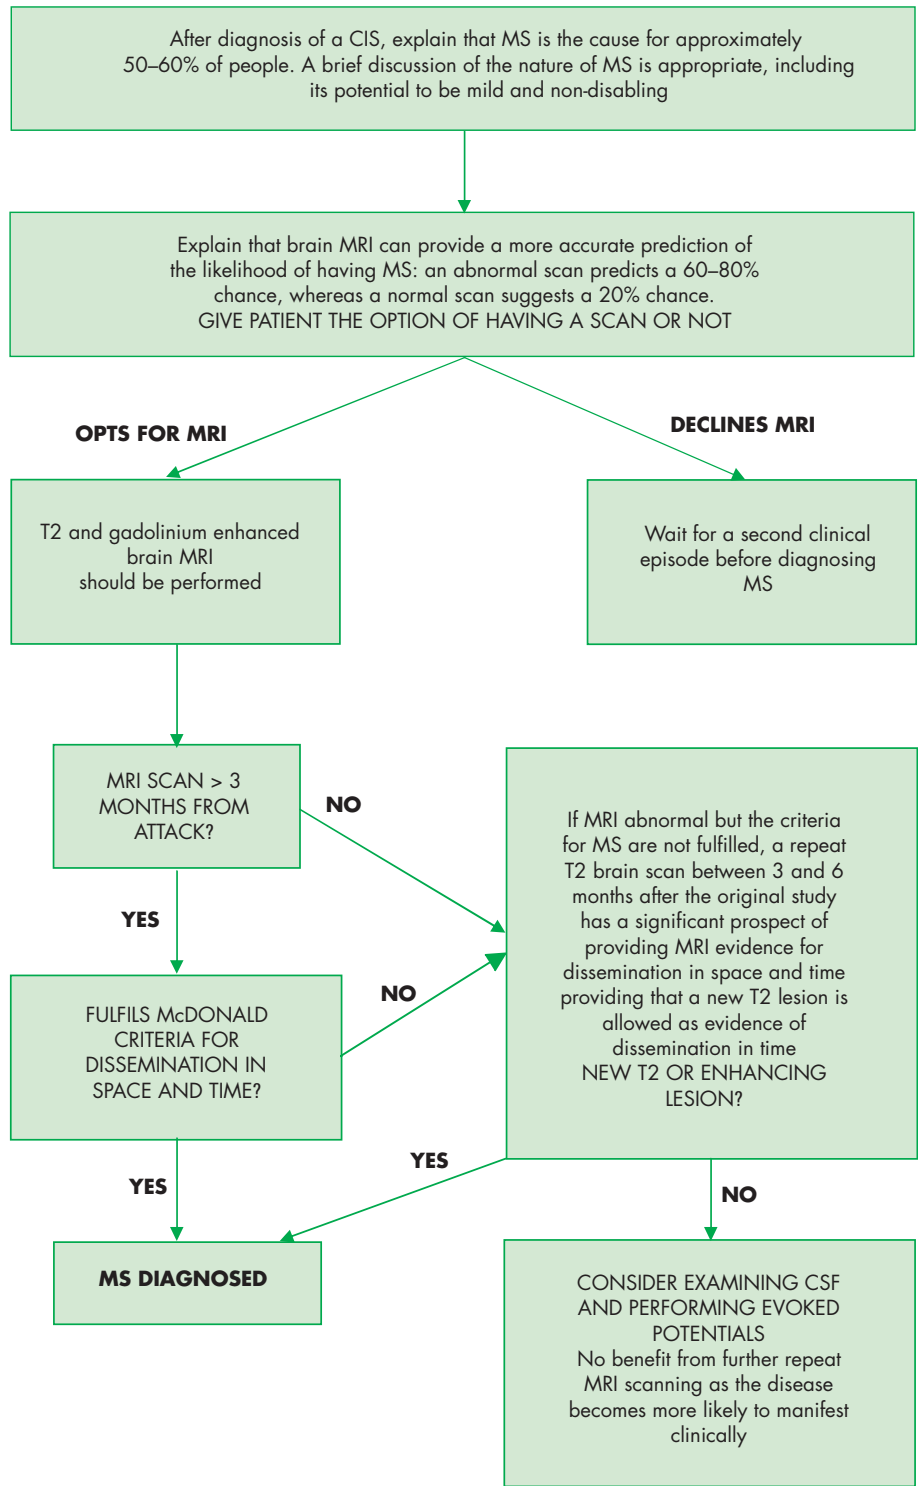 After diagnosis of a CIS, explain that MS is the cause for approximately
50–60% of people. A brief discussion of the nature of MS is appropriate, including
its potential to be mild and non-disabling
Explain that brain MRI can provide a more accurate prediction of
the likelihood of having MS: an abnormal scan predicts a 60–80%
chance, whereas a normal scan suggests a 20% chance.
GIVE PATIENT THE OPTION OF HAVING A SCAN OR NOT
OPTS FOR MRI
DECLINES MRI
T2 and gadolinium enhanced
brain MRI
should be performed
Wait for a second clinical
episode before diagnosing
MS
MRI SCAN > 3
MONTHS FROM
ATTACK?
NO
YES
If MRI abnormal but the criteria
for MS are not fulfilled, a repeat
T2 brain scan between 3 and 6
months after the original study
has a significant prospect of
providing MRI evidence for
dissemination in space and time
providing that a new T2 lesion is
allowed as evidence of
dissemination in time
NEW T2 OR ENHANCING
LESION?
FULFILS McDONALD
CRITERIA FOR
DISSEMINATION IN
SPACE AND TIME?
NO
YES
YES
NO
MS DIAGNOSED
CONSIDER EXAMINING CSF
AND PERFORMING EVOKED
POTENTIALS
No benefit from further repeat
MRI scanning as the disease
becomes more likely to manifest
clinically